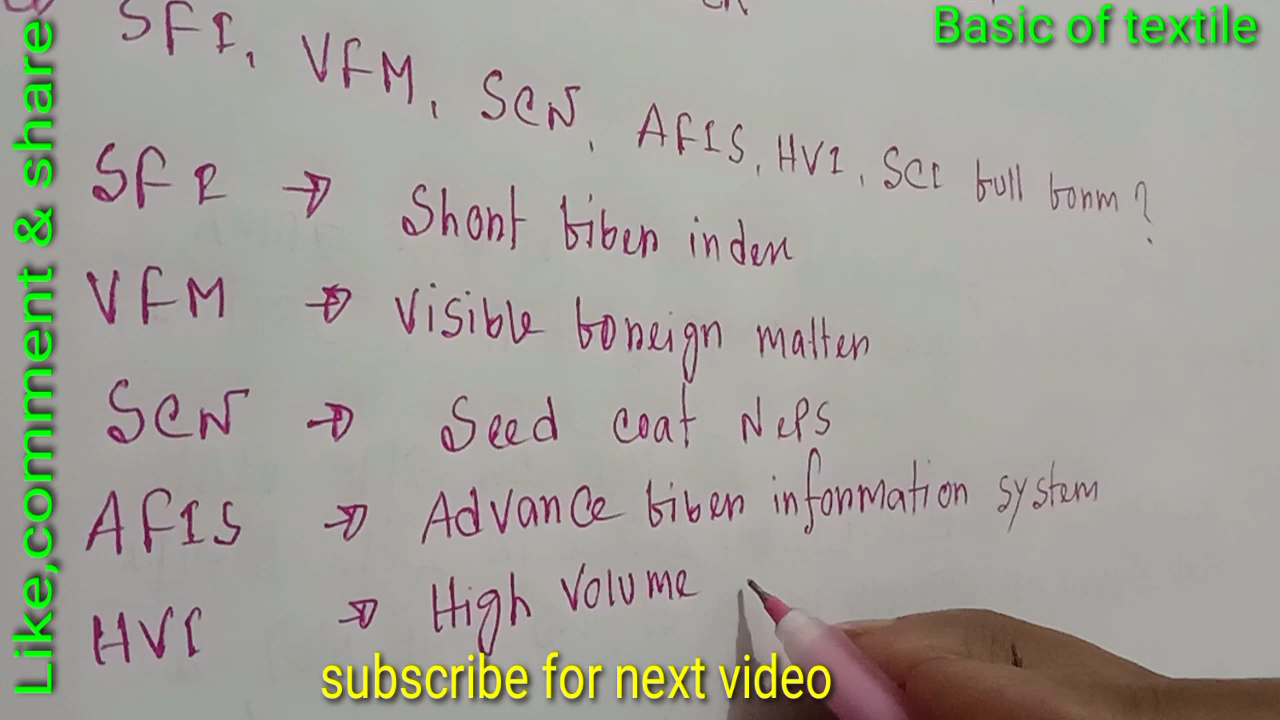 Basic of textile
SFI, VFM, SCN, AFIS, HVI, SCI full form?
SFI → Short fiber index
VFM → Visible foreign matter
SCN → Seed coat Neps
AFIS → Advance fiber information system
HVI → High Volume
Like,comment & share
subscribe for next video